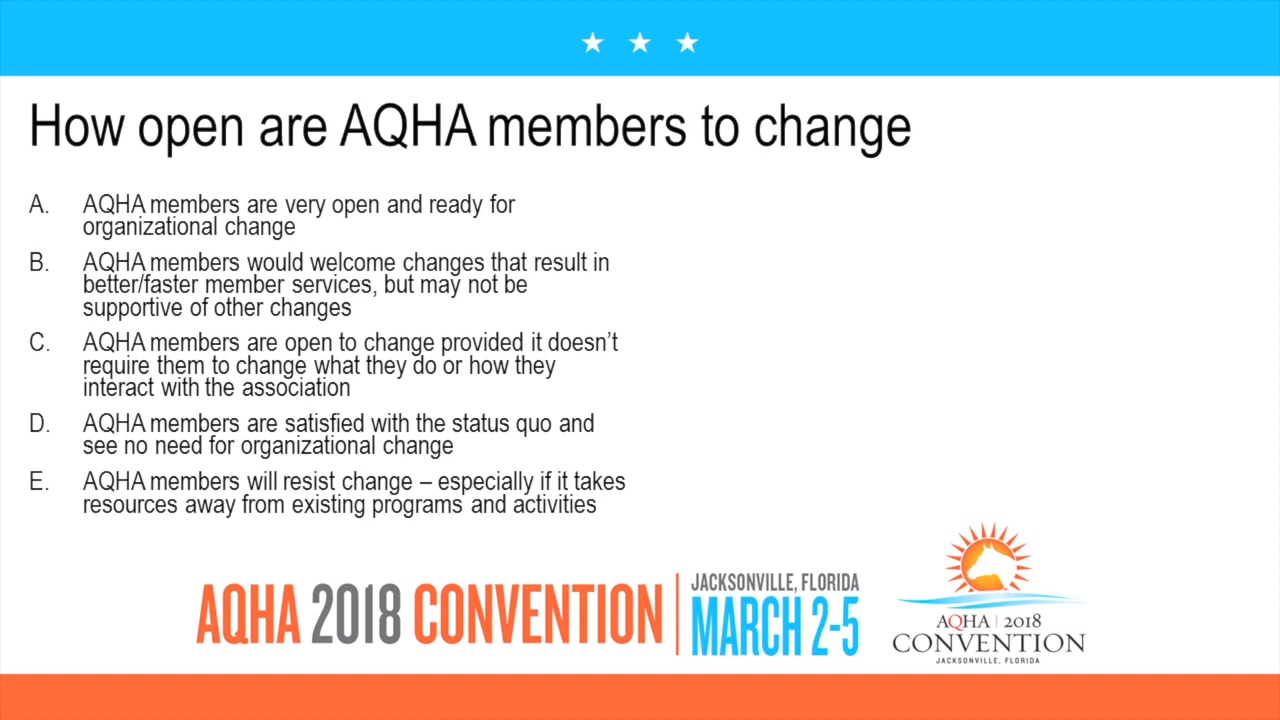 How open are AQHA members to change
A. AQHA members are very open and ready for
organizational change
B. AQHA members would welcome changes that result in
better/faster member services, but may not be
supportive of other changes
C. AQHA members are open to change provided it doesn’t
require them to change what they do or how they
interact with the association
D. AQHA members are satisfied with the status quo and
see no need for organizational change
E. AQHA members will resist change – especially if it takes
resources away from existing programs and activities
AQHA 2018 CONVENTION
JACKSONVILLE, FLORIDA
MARCH 2-5
AQHA | 2018
CONVENTION
JACKSONVILLE, FLORIDA